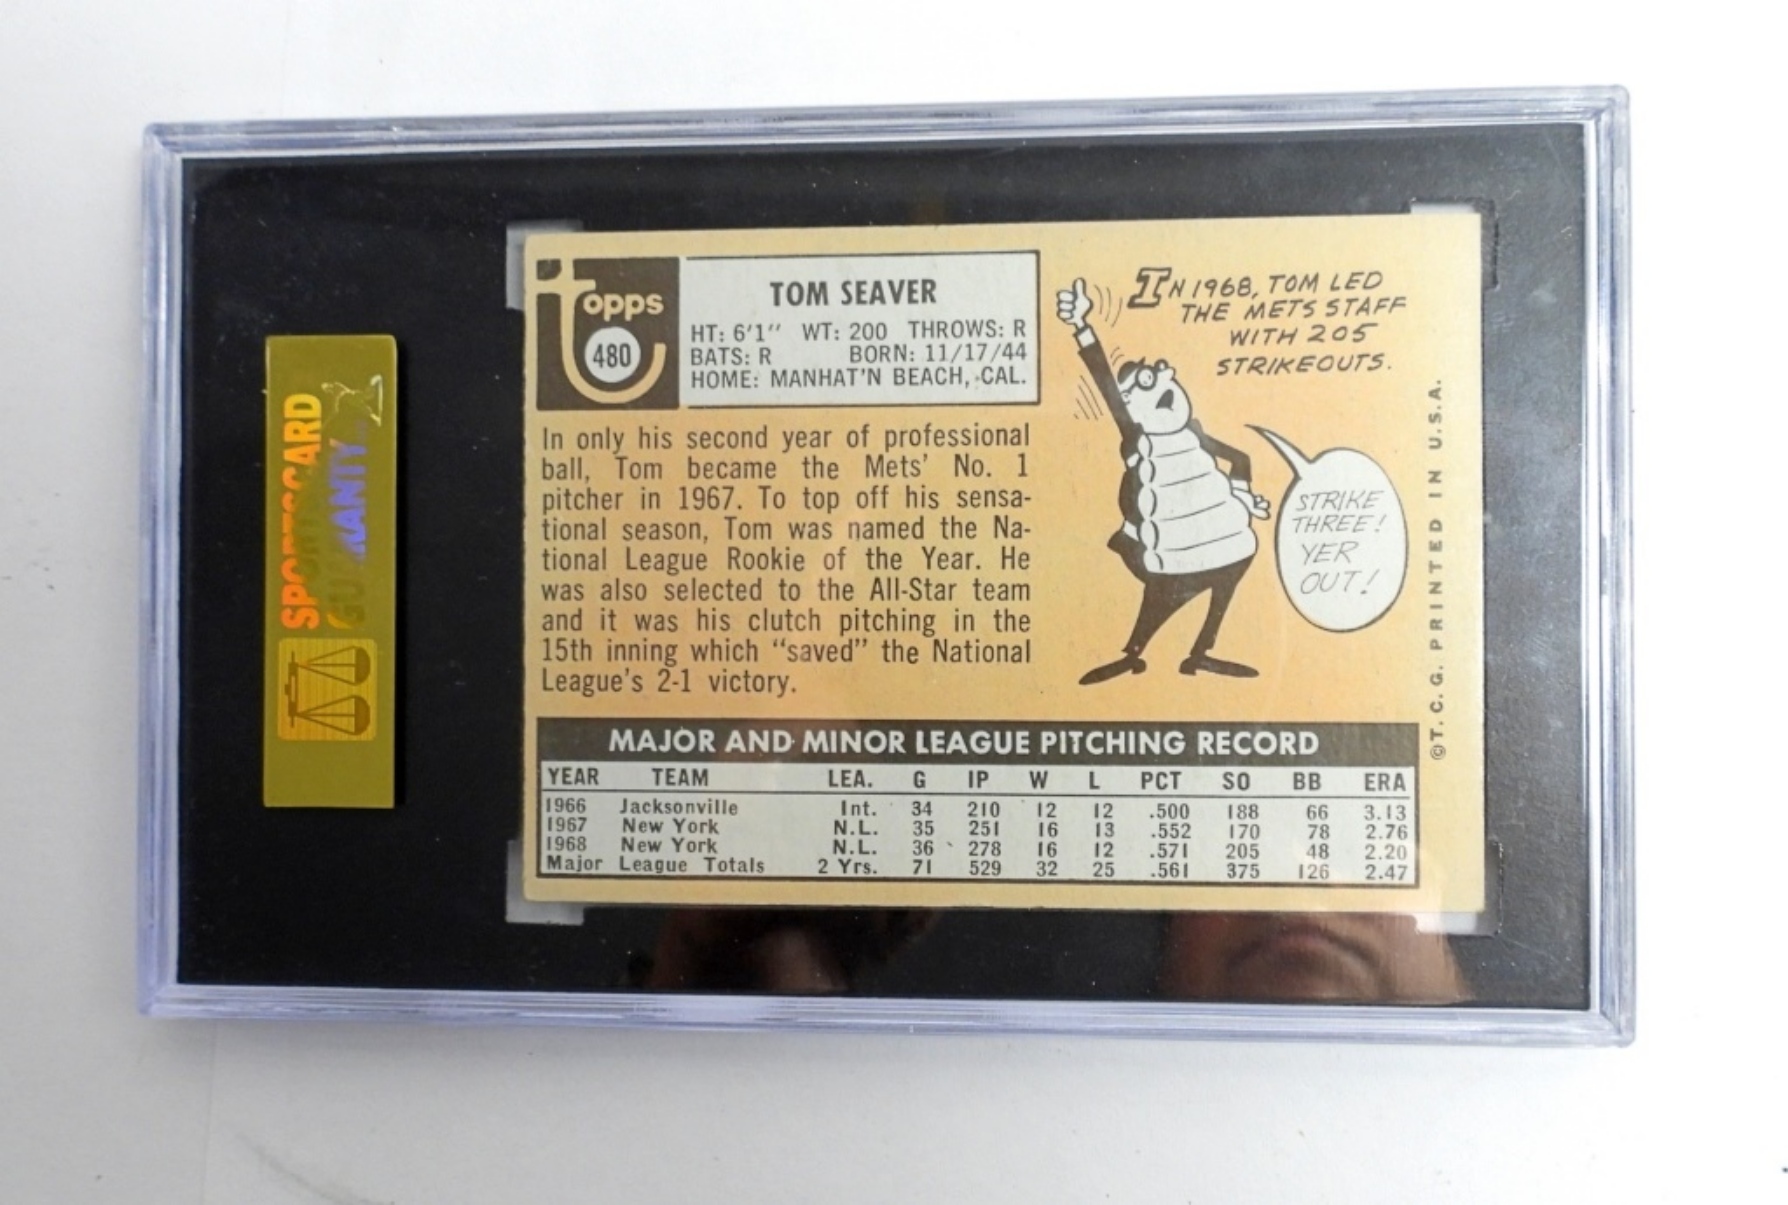 SPORTSCARD
GUARANTY
topps
480
TOM SEAVER
HT: 6'1" WT: 200 THROWS: R
BATS: R BORN: 11/17/44
HOME: MANHAT'N BEACH, CAL.
In only his second year of professional
ball, Tom became the Mets' No. 1
pitcher in 1967. To top off his sensa-
tional season, Tom was named the Na-
tional League Rookie of the Year. He
was also selected to the All-Star team
and it was his clutch pitching in the
15th inning which "saved" the National
League's 2-1 victory.
IN 1968, TOM LED
THE METS STAFF
WITH 205
STRIKEOUTS.
STRIKE
THREE!
YER
OUT!
©T.C.G. PRINTED IN U.S.A.
MAJOR AND MINOR LEAGUE PITCHING RECORD
YEAR TEAM LEA. G IP W L PCT SO BB ERA
1966 Jacksonville Int. 34 210 12 12 .500 188 66 3.13
1967 New York N.L. 35 251 16 13 .552 170 78 2.76
1968 New York N.L. 36 278 16 12 .571 205 48 2.20
Major League Totals 2 Yrs. 71 529 32 25 .561 375 126 2.47